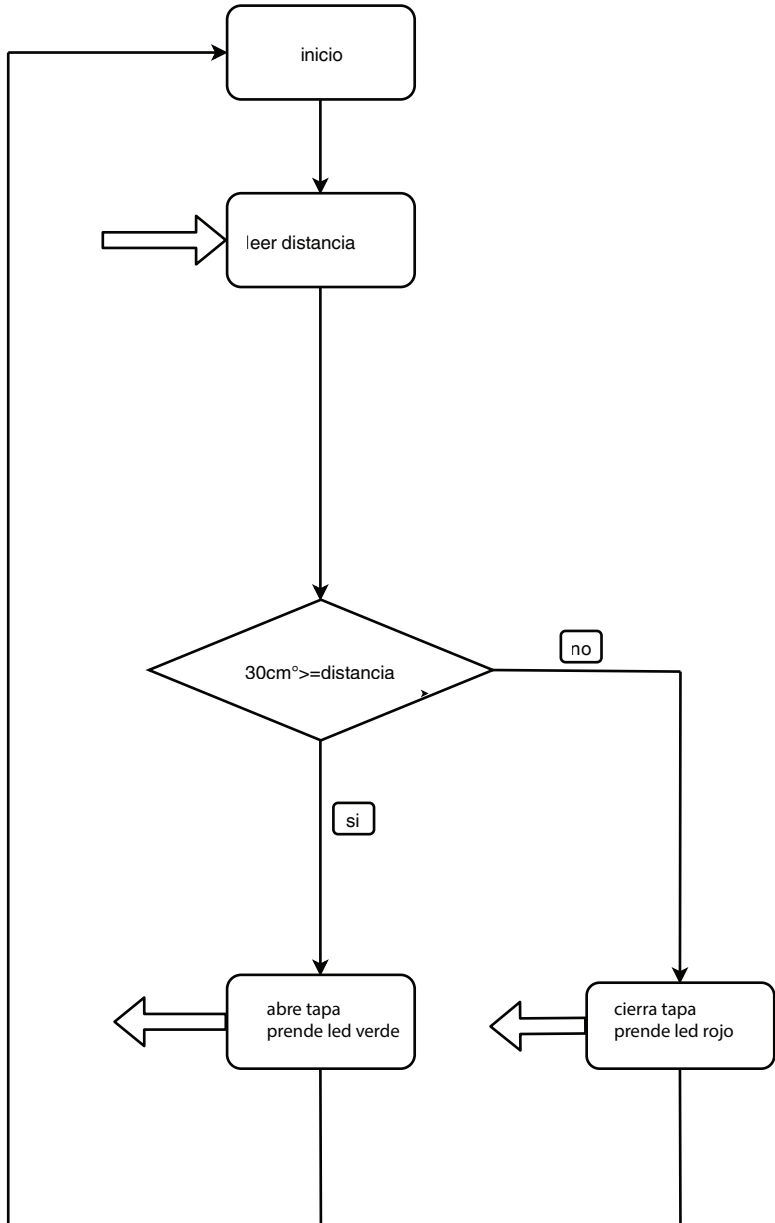 inicio
leer distancia
30cm°>=distancia
no
si
abre tapa
prende led verde
cierra tapa
prende led rojo